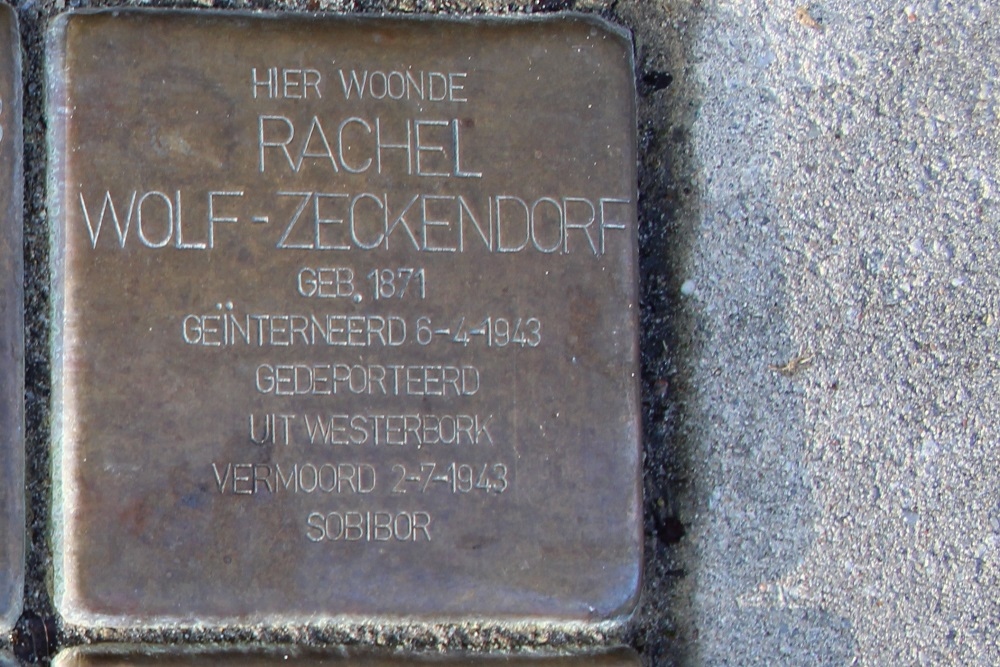 HIER WOONDE
RACHEL
WOLF-ZECKENDORF
GEB. 1871
GEÏNTERNEERD 6-4-1943
GEDEPORTEERD
UIT WESTERBORK
VERMOORD 2-7-1943
SOBIBOR